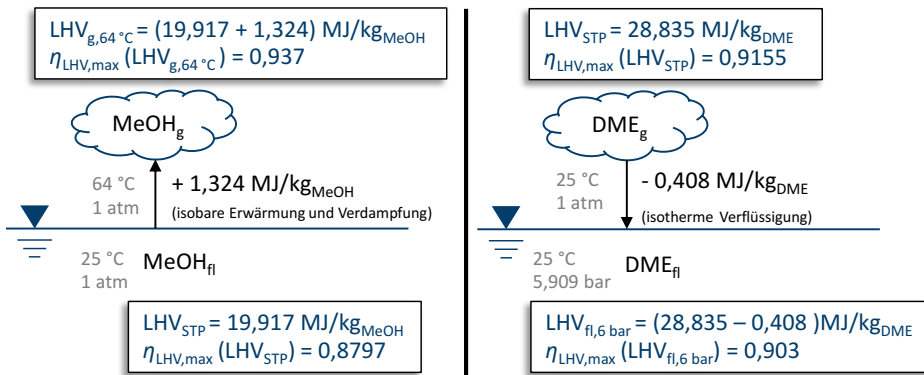 LHV_g,64 °C = (19,917 + 1,324) MJ/kg_MeOH
η_LHV,max (LHV_g,64 °C) = 0,937
MeOH_g
64 °C
1 atm
+ 1,324 MJ/kg_MeOH
(isobare Erwärmung und Verdampfung)
25 °C
1 atm
MeOH_fl
LHV_STP = 19,917 MJ/kg_MeOH
η_LHV,max (LHV_STP) = 0,8797
LHV_STP = 28,835 MJ/kg_DME
η_LHV,max (LHV_STP) = 0,9155
DME_g
25 °C
1 atm
- 0,408 MJ/kg_DME
(isotherme Verflüssigung)
25 °C
5,909 bar
DME_fl
LHV_fl,6 bar = (28,835 – 0,408 )MJ/kg_DME
η_LHV,max (LHV_fl,6 bar) = 0,903